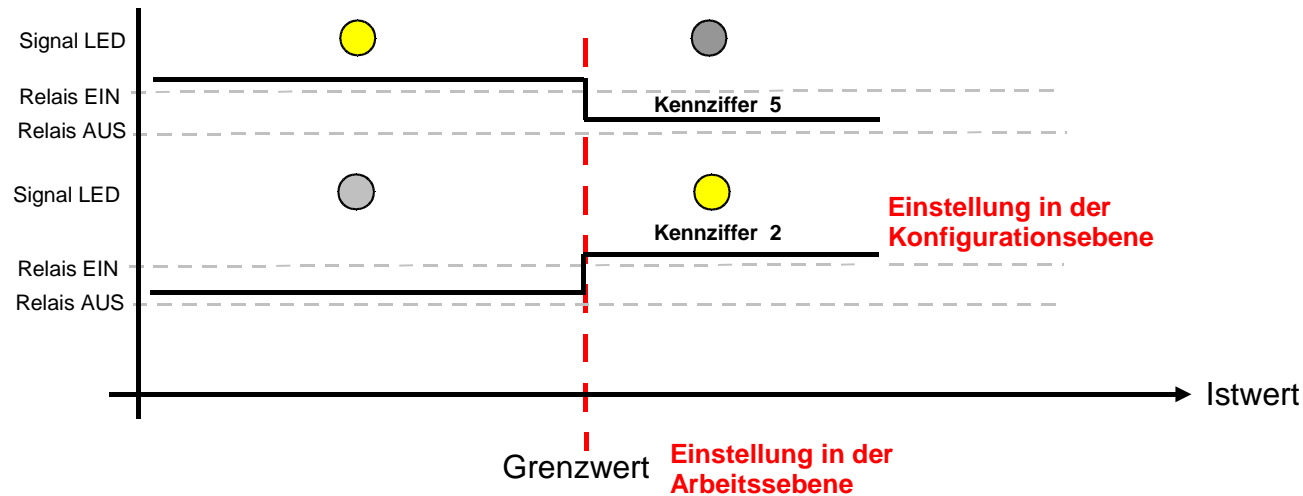 Signal LED
Relais EIN
Kennziffer 5
Relais AUS
Signal LED
Einstellung in der
Konfigurationsebene
Kennziffer 2
Relais EIN
Relais AUS
Istwert
Grenzwert
Einstellung in der
Arbeitssebene